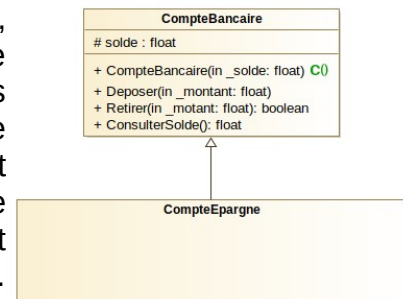 ,
e
CompteBancaire
# solde : float
s
+ CompteBancaire(in _solde: float) C()
e
+ Deposer(in _montant: float)
+ Retirer(in _motant: float): boolean
t
+ ConsulterSolde(): float
e
CompteEpargne
t
.